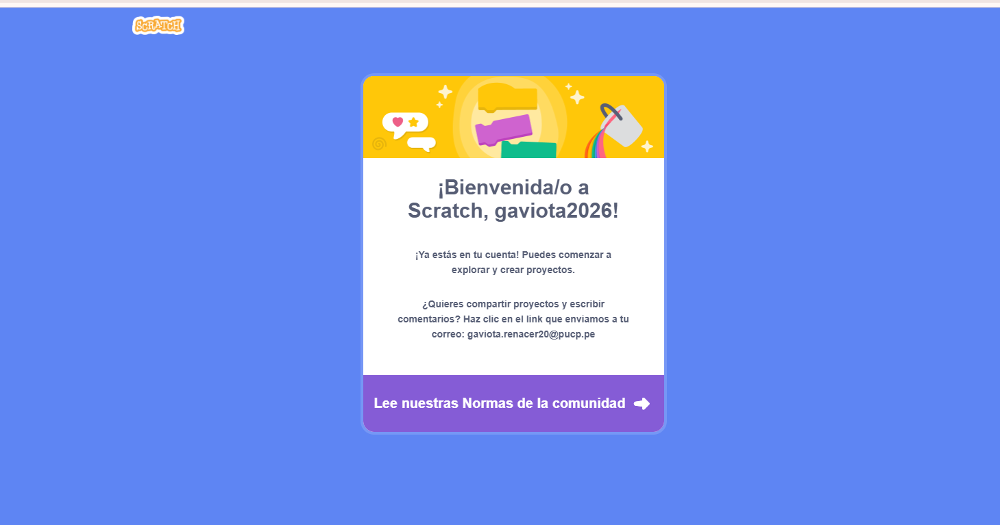 SCRATCH
¡Bienvenida/o a
Scratch, gaviota2026!
¡Ya estás en tu cuenta! Puedes comenzar a
explorar y crear proyectos.
¿Quieres compartir proyectos y escribir
comentarios? Haz clic en el link que enviamos a tu
correo: gaviota.renacer20@pucp.pe
Lee nuestras Normas de la comunidad